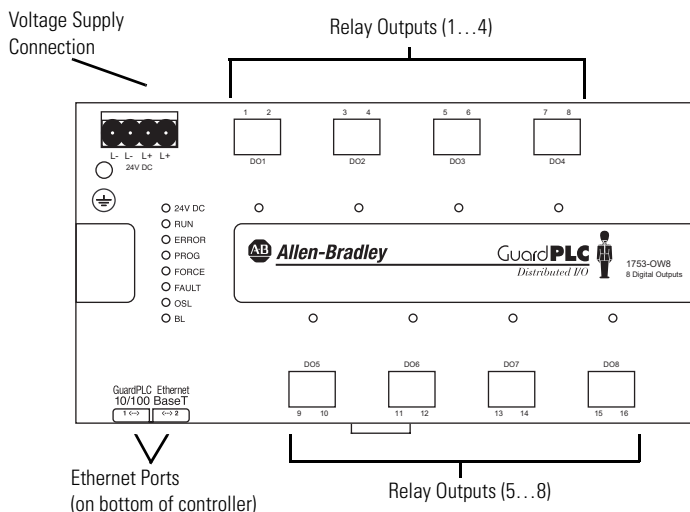 Voltage Supply
Connection
Relay Outputs (1…4)
1 2 3 4 5 6 7 8
L- L- L+ L+
24V DC
DO1 DO2 DO3 DO4
24V DC
RUN
ERROR
PROG
FORCE
FAULT
OSL
BL
AB Allen-Bradley
GuardPLC
Distributed I/O
1753-OW8
8 Digital Outputs
DO5 DO6 DO7 DO8
9 10 11 12 13 14 15 16
GuardPLC Ethernet
10/100 BaseT
1 <··> <··> 2
Ethernet Ports
(on bottom of controller)
Relay Outputs (5…8)